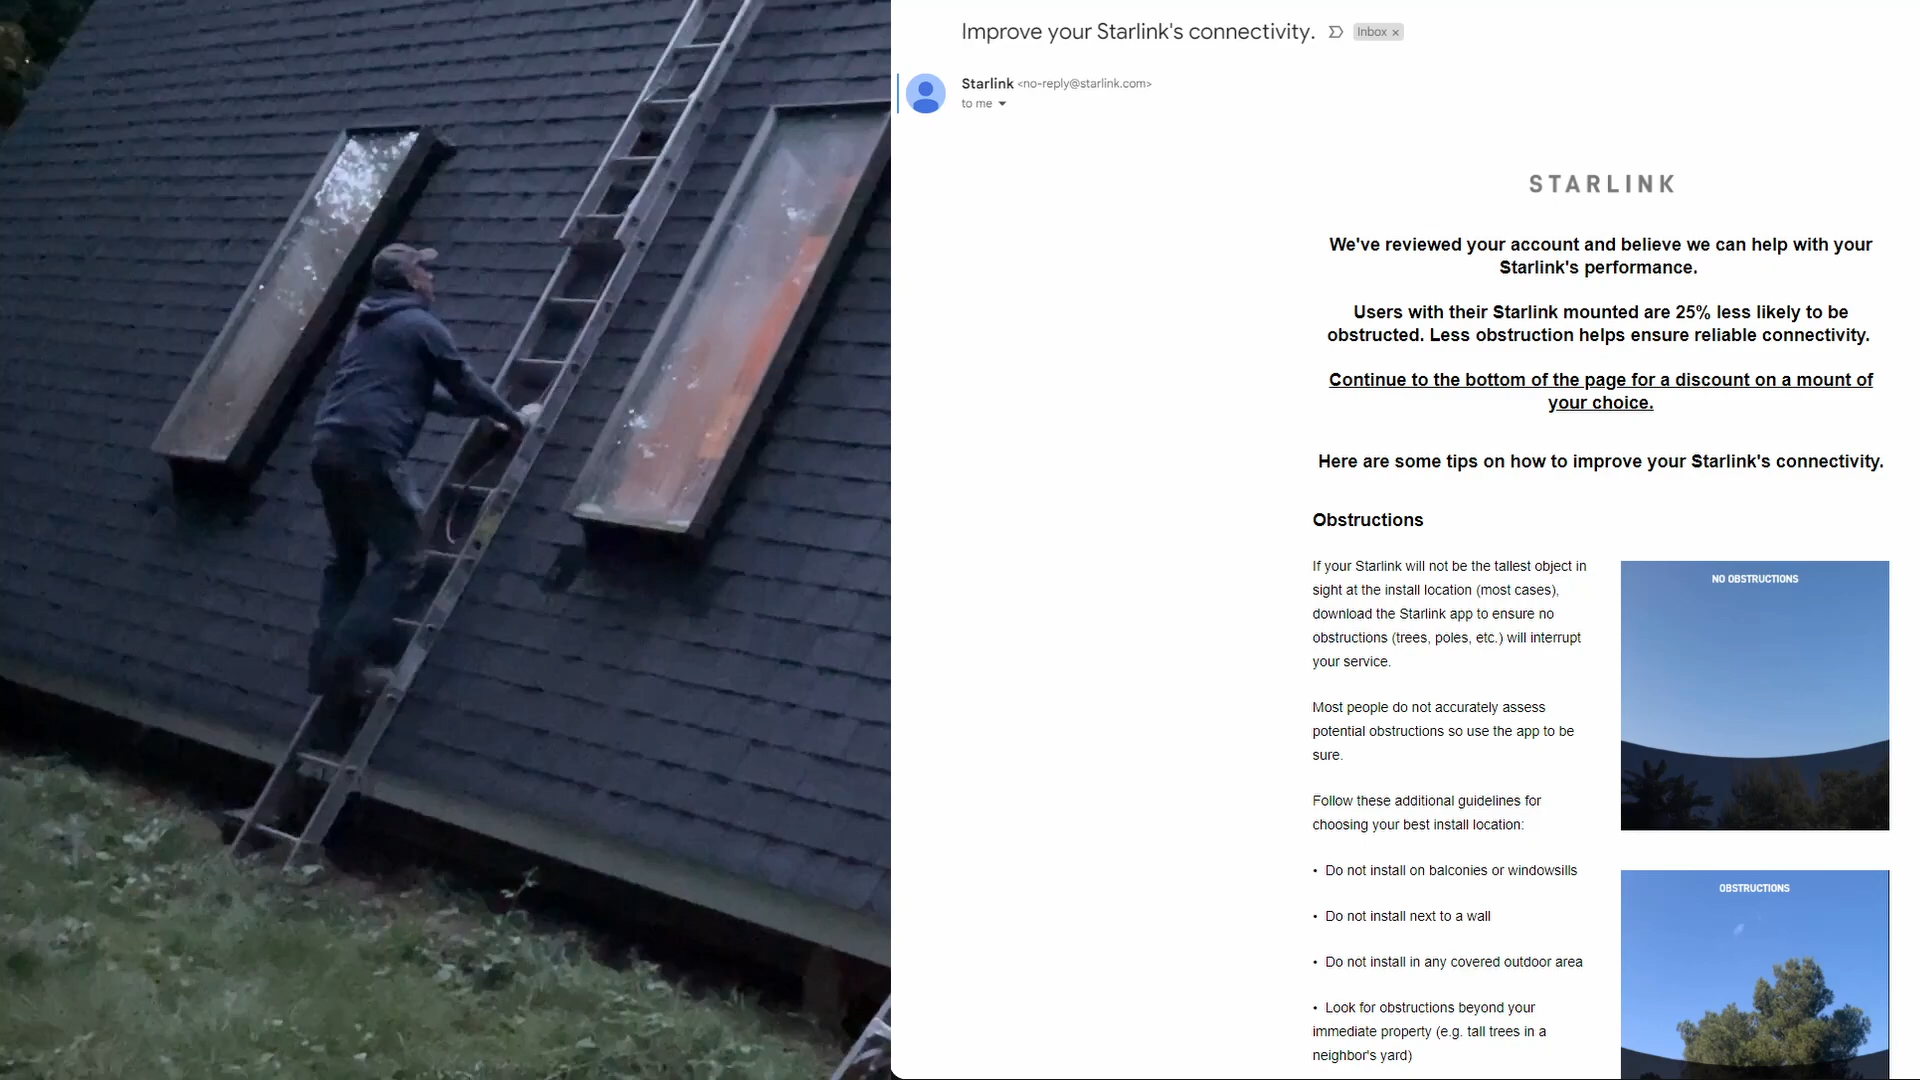 Improve your Starlink's connectivity.
Inbox ×
Starlink <no-reply@starlink.com>
to me
STARLINK
We've reviewed your account and believe we can help with your
Starlink's performance.
Users with their Starlink mounted are 25% less likely to be
obstructed. Less obstruction helps ensure reliable connectivity.
Continue to the bottom of the page for a discount on a mount of
your choice.
Here are some tips on how to improve your Starlink's connectivity.
Obstructions
If your Starlink will not be the tallest object in
sight at the install location (most cases),
download the Starlink app to ensure no
obstructions (trees, poles, etc.) will interrupt
your service.
Most people do not accurately assess
potential obstructions so use the app to be
sure.
Follow these additional guidelines for
choosing your best install location:
• Do not install on balconies or windowsills
• Do not install next to a wall
• Do not install in any covered outdoor area
• Look for obstructions beyond your
immediate property (e.g. tall trees in a
neighbor's yard)
NO OBSTRUCTIONS
OBSTRUCTIONS